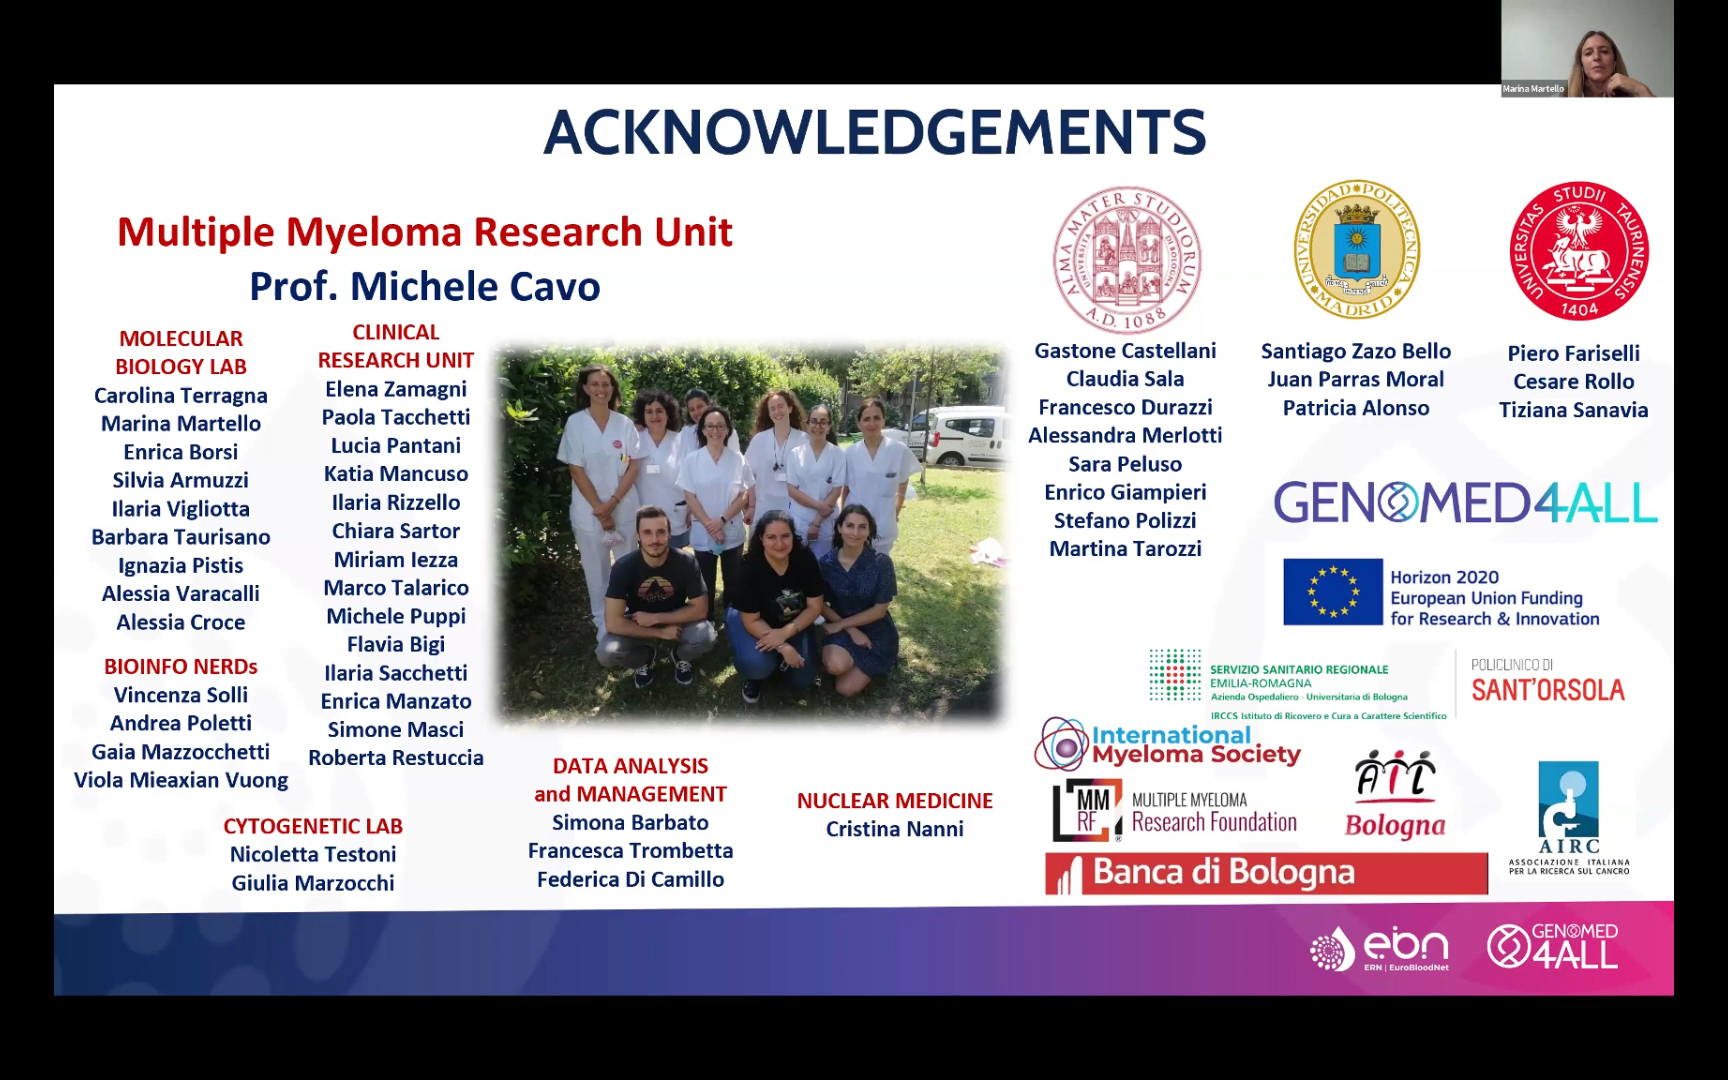 Marina Martello
ACKNOWLEDGEMENTS
Multiple Myeloma Research Unit
Prof. Michele Cavo
MOLECULAR
BIOLOGY LAB
Carolina Terragna
Marina Martello
Enrica Borsi
Silvia Armuzzi
Ilaria Vigliotta
Barbara Taurisano
Ignazia Pistis
Alessia Varacalli
Alessia Croce
BIOINFO NERDs
Vincenza Solli
Andrea Poletti
Gaia Mazzocchetti
Viola Mieaxian Vuong
CYTOGENETIC LAB
Nicoletta Testoni
Giulia Marzocchi
CLINICAL
RESEARCH UNIT
Elena Zamagni
Paola Tacchetti
Lucia Pantani
Katia Mancuso
Ilaria Rizzello
Chiara Sartor
Miriam Iezza
Marco Talarico
Michele Puppi
Flavia Bigi
Ilaria Sacchetti
Enrica Manzato
Simone Masci
Roberta Restuccia
DATA ANALYSIS
and MANAGEMENT
Simona Barbato
Francesca Trombetta
Federica Di Camillo
NUCLEAR MEDICINE
Cristina Nanni
ALMA MATER STUDIORUM
A.D. 1088
Gastone Castellani
Claudia Sala
Francesco Durazzi
Alessandra Merlotti
Sara Peluso
Enrico Giampieri
Stefano Polizzi
Martina Tarozzi
UNIVERSIDAD POLITECNICA
MADRID
Santiago Zazo Bello
Juan Parras Moral
Patricia Alonso
UNIVERSITAS STUDII TAURINENSIS
1404
Piero Fariselli
Cesare Rollo
Tiziana Sanavia
GENOMED4ALL
Horizon 2020
European Union Funding
for Research & Innovation
SERVIZIO SANITARIO REGIONALE
EMILIA-ROMAGNA
Azienda Ospedaliero - Universitaria di Bologna
IRCCS Istituto di Ricovero e Cura a Carattere Scientifico
POLICLINICO DI
SANT'ORSOLA
International
Myeloma Society
MM
RF
MULTIPLE MYELOMA
Research Foundation
AIL
Bologna
AIRC
ASSOCIAZIONE ITALIANA
PER LA RICERCA SUL CANCRO
Banca di Bologna
ebn
ERN | EuroBloodNet
GENOMED
4ALL